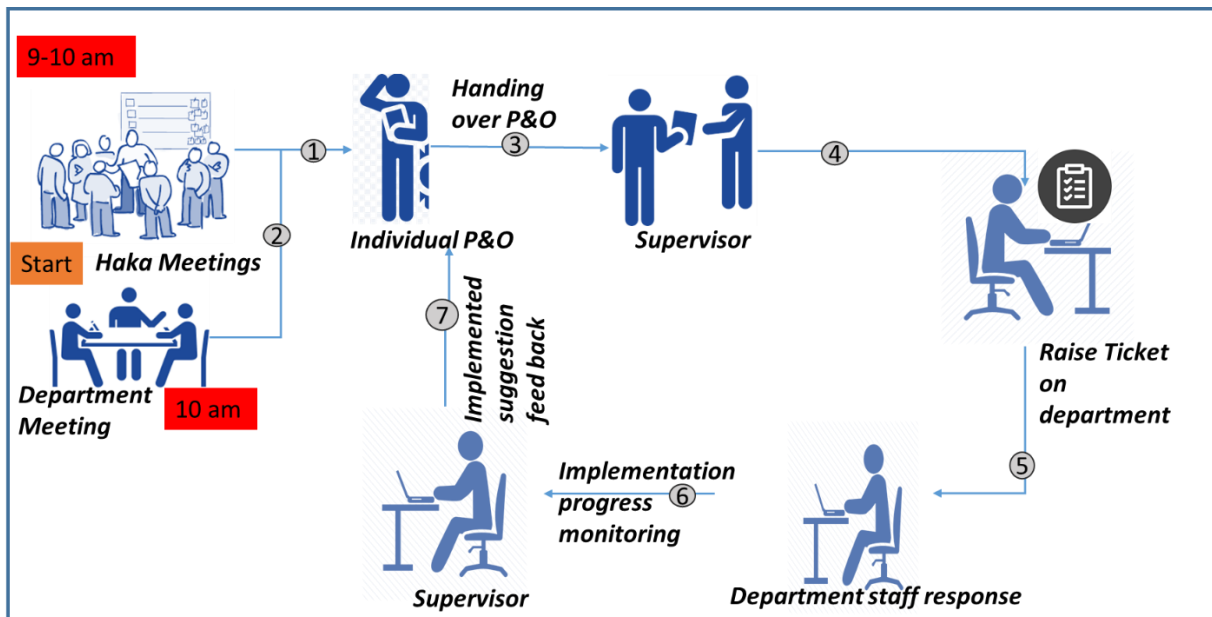 9-10 am
1
Handing
over P&O
3
4
2
Individual P&O
Supervisor
Start
Haka Meetings
7
Implemented
suggestion
feed back
Raise Ticket
on
department
Department
Meeting
10 am
5
Implementation
progress
monitoring
6
Supervisor
Department staff response